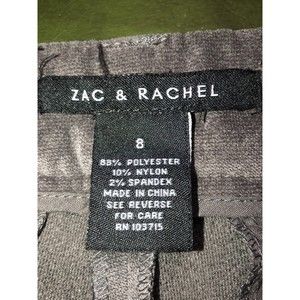 ZAC & RACHEL
8
88% POLYESTER
10% NYLON
2% SPANDEX
MADE IN CHINA
SEE REVERSE
FOR CARE
RN 103715